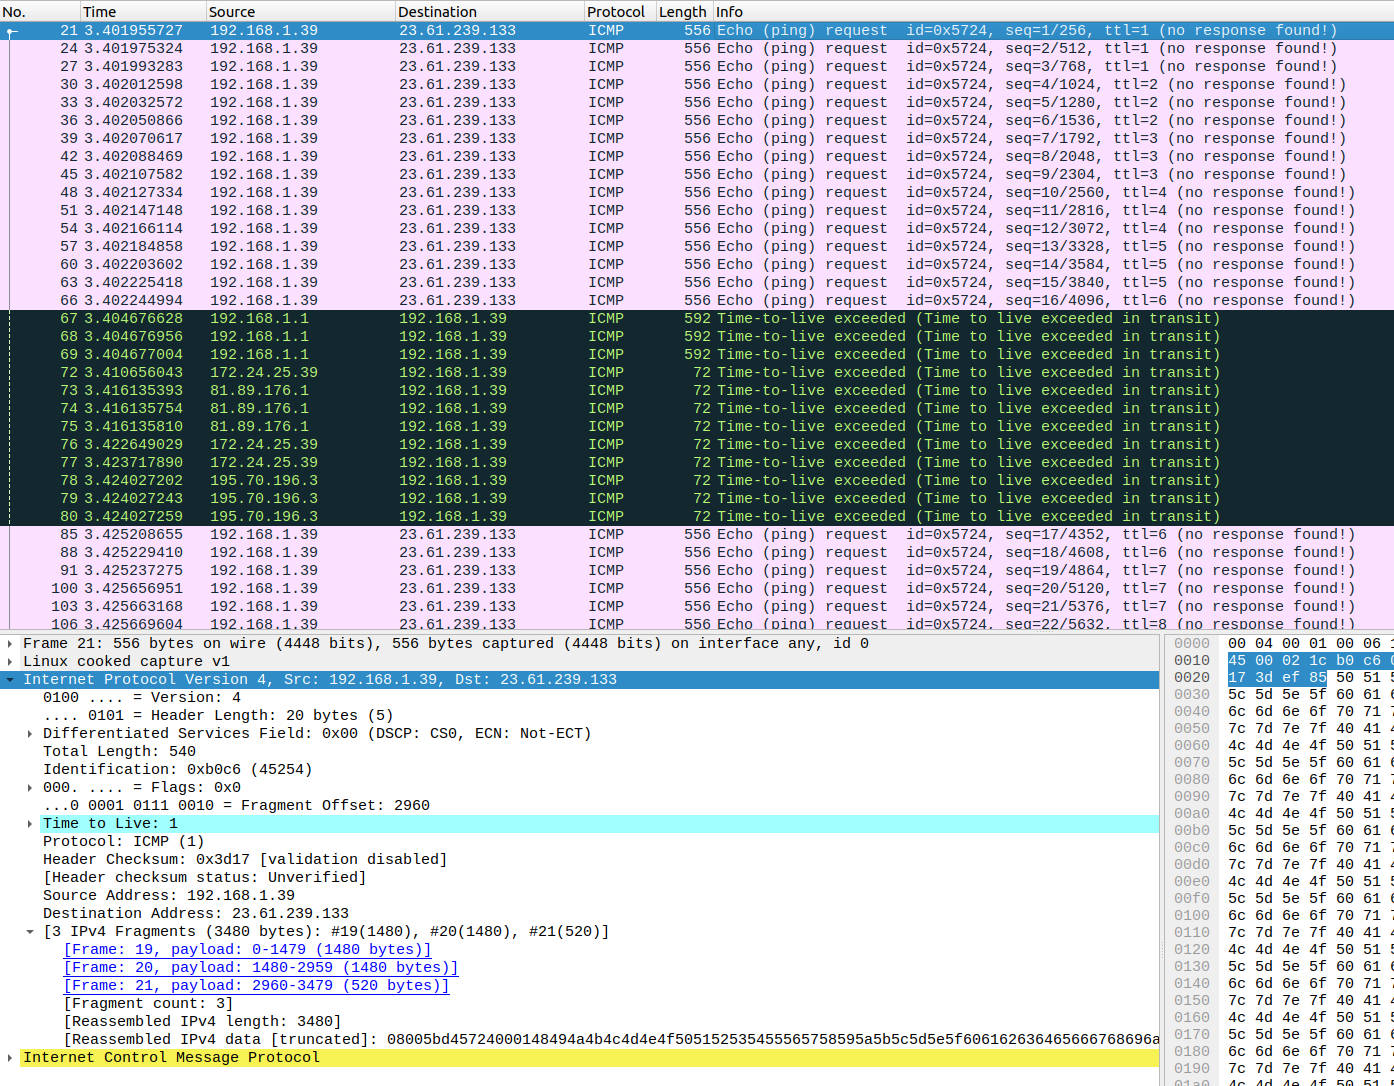 No. Time Source Destination Protocol Length Info
21 3.401955727 192.168.1.39 23.61.239.133 ICMP 556 Echo (ping) request id=0x5724, seq=1/256, ttl=1 (no response found!)
24 3.401975324 192.168.1.39 23.61.239.133 ICMP 556 Echo (ping) request id=0x5724, seq=2/512, ttl=1 (no response found!)
27 3.401993283 192.168.1.39 23.61.239.133 ICMP 556 Echo (ping) request id=0x5724, seq=3/768, ttl=1 (no response found!)
30 3.402012598 192.168.1.39 23.61.239.133 ICMP 556 Echo (ping) request id=0x5724, seq=4/1024, ttl=2 (no response found!)
33 3.402032572 192.168.1.39 23.61.239.133 ICMP 556 Echo (ping) request id=0x5724, seq=5/1280, ttl=2 (no response found!)
36 3.402050866 192.168.1.39 23.61.239.133 ICMP 556 Echo (ping) request id=0x5724, seq=6/1536, ttl=2 (no response found!)
39 3.402070617 192.168.1.39 23.61.239.133 ICMP 556 Echo (ping) request id=0x5724, seq=7/1792, ttl=3 (no response found!)
42 3.402088469 192.168.1.39 23.61.239.133 ICMP 556 Echo (ping) request id=0x5724, seq=8/2048, ttl=3 (no response found!)
45 3.402107582 192.168.1.39 23.61.239.133 ICMP 556 Echo (ping) request id=0x5724, seq=9/2304, ttl=3 (no response found!)
48 3.402127334 192.168.1.39 23.61.239.133 ICMP 556 Echo (ping) request id=0x5724, seq=10/2560, ttl=4 (no response found!)
51 3.402147148 192.168.1.39 23.61.239.133 ICMP 556 Echo (ping) request id=0x5724, seq=11/2816, ttl=4 (no response found!)
54 3.402166114 192.168.1.39 23.61.239.133 ICMP 556 Echo (ping) request id=0x5724, seq=12/3072, ttl=4 (no response found!)
57 3.402184858 192.168.1.39 23.61.239.133 ICMP 556 Echo (ping) request id=0x5724, seq=13/3328, ttl=5 (no response found!)
60 3.402203602 192.168.1.39 23.61.239.133 ICMP 556 Echo (ping) request id=0x5724, seq=14/3584, ttl=5 (no response found!)
63 3.402225418 192.168.1.39 23.61.239.133 ICMP 556 Echo (ping) request id=0x5724, seq=15/3840, ttl=5 (no response found!)
66 3.402244994 192.168.1.39 23.61.239.133 ICMP 556 Echo (ping) request id=0x5724, seq=16/4096, ttl=6 (no response found!)
67 3.404676628 192.168.1.1 192.168.1.39 ICMP 592 Time-to-live exceeded (Time to live exceeded in transit)
68 3.404676956 192.168.1.1 192.168.1.39 ICMP 592 Time-to-live exceeded (Time to live exceeded in transit)
69 3.404677004 192.168.1.1 192.168.1.39 ICMP 592 Time-to-live exceeded (Time to live exceeded in transit)
72 3.410656043 172.24.25.39 192.168.1.39 ICMP 72 Time-to-live exceeded (Time to live exceeded in transit)
73 3.416135393 81.89.176.1 192.168.1.39 ICMP 72 Time-to-live exceeded (Time to live exceeded in transit)
74 3.416135754 81.89.176.1 192.168.1.39 ICMP 72 Time-to-live exceeded (Time to live exceeded in transit)
75 3.416135810 81.89.176.1 192.168.1.39 ICMP 72 Time-to-live exceeded (Time to live exceeded in transit)
76 3.422649029 172.24.25.39 192.168.1.39 ICMP 72 Time-to-live exceeded (Time to live exceeded in transit)
77 3.423717890 172.24.25.39 192.168.1.39 ICMP 72 Time-to-live exceeded (Time to live exceeded in transit)
78 3.424027202 195.70.196.3 192.168.1.39 ICMP 72 Time-to-live exceeded (Time to live exceeded in transit)
79 3.424027243 195.70.196.3 192.168.1.39 ICMP 72 Time-to-live exceeded (Time to live exceeded in transit)
80 3.424027259 195.70.196.3 192.168.1.39 ICMP 72 Time-to-live exceeded (Time to live exceeded in transit)
85 3.425208655 192.168.1.39 23.61.239.133 ICMP 556 Echo (ping) request id=0x5724, seq=17/4352, ttl=6 (no response found!)
88 3.425229410 192.168.1.39 23.61.239.133 ICMP 556 Echo (ping) request id=0x5724, seq=18/4608, ttl=6 (no response found!)
91 3.425237275 192.168.1.39 23.61.239.133 ICMP 556 Echo (ping) request id=0x5724, seq=19/4864, ttl=7 (no response found!)
100 3.425656951 192.168.1.39 23.61.239.133 ICMP 556 Echo (ping) request id=0x5724, seq=20/5120, ttl=7 (no response found!)
103 3.425663168 192.168.1.39 23.61.239.133 ICMP 556 Echo (ping) request id=0x5724, seq=21/5376, ttl=7 (no response found!)
106 3.425669604 192.168.1.39 23.61.239.133 ICMP 556 Echo (ping) request id=0x5724, seq=22/5632, ttl=8 (no response found!)
Frame 21: 556 bytes on wire (4448 bits), 556 bytes captured (4448 bits) on interface any, id 0
Linux cooked capture v1
Internet Protocol Version 4, Src: 192.168.1.39, Dst: 23.61.239.133
0100 .... = Version: 4
.... 0101 = Header Length: 20 bytes (5)
Differentiated Services Field: 0x00 (DSCP: CS0, ECN: Not-ECT)
Total Length: 540
Identification: 0xb0c6 (45254)
000. .... = Flags: 0x0
...0 0001 0111 0010 = Fragment Offset: 2960
Time to Live: 1
Protocol: ICMP (1)
Header Checksum: 0x3d17 [validation disabled]
[Header checksum status: Unverified]
Source Address: 192.168.1.39
Destination Address: 23.61.239.133
[3 IPv4 Fragments (3480 bytes): #19(1480), #20(1480), #21(520)]
[Frame: 19, payload: 0-1479 (1480 bytes)]
[Frame: 20, payload: 1480-2959 (1480 bytes)]
[Frame: 21, payload: 2960-3479 (520 bytes)]
[Fragment count: 3]
[Reassembled IPv4 length: 3480]
[Reassembled IPv4 data [truncated]: 08005bd45724000148494a4b4c4d4e4f505152535455565758595a5b5c5d5e5f606162636465666768696a
Internet Control Message Protocol
0000 00 04 00 01 00 06 1
0010 45 00 02 1c b0 c6
0020 17 3d ef 85 50 51 5
0030 5c 5d 5e 5f 60 61 6
0040 6c 6d 6e 6f 70 71 7
0050 7c 7d 7e 7f 40 41 4
0060 4c 4d 4e 4f 50 51 5
0070 5c 5d 5e 5f 60 61 6
0080 6c 6d 6e 6f 70 71 7
0090 7c 7d 7e 7f 40 41 4
00a0 4c 4d 4e 4f 50 51 5
00b0 5c 5d 5e 5f 60 61 6
00c0 6c 6d 6e 6f 70 71 7
00d0 7c 7d 7e 7f 40 41 4
00e0 4c 4d 4e 4f 50 51 5
00f0 5c 5d 5e 5f 60 61 6
0100 6c 6d 6e 6f 70 71 7
0110 7c 7d 7e 7f 40 41 4
0120 4c 4d 4e 4f 50 51 5
0130 5c 5d 5e 5f 60 61 6
0140 6c 6d 6e 6f 70 71 7
0150 7c 7d 7e 7f 40 41 4
0160 4c 4d 4e 4f 50 51 5
0170 5c 5d 5e 5f 60 61 6
0180 6c 6d 6e 6f 70 71 7
0190 7c 7d 7e 7f 40 41 4
01a0 4c 4d 4e 4f 50 51 5